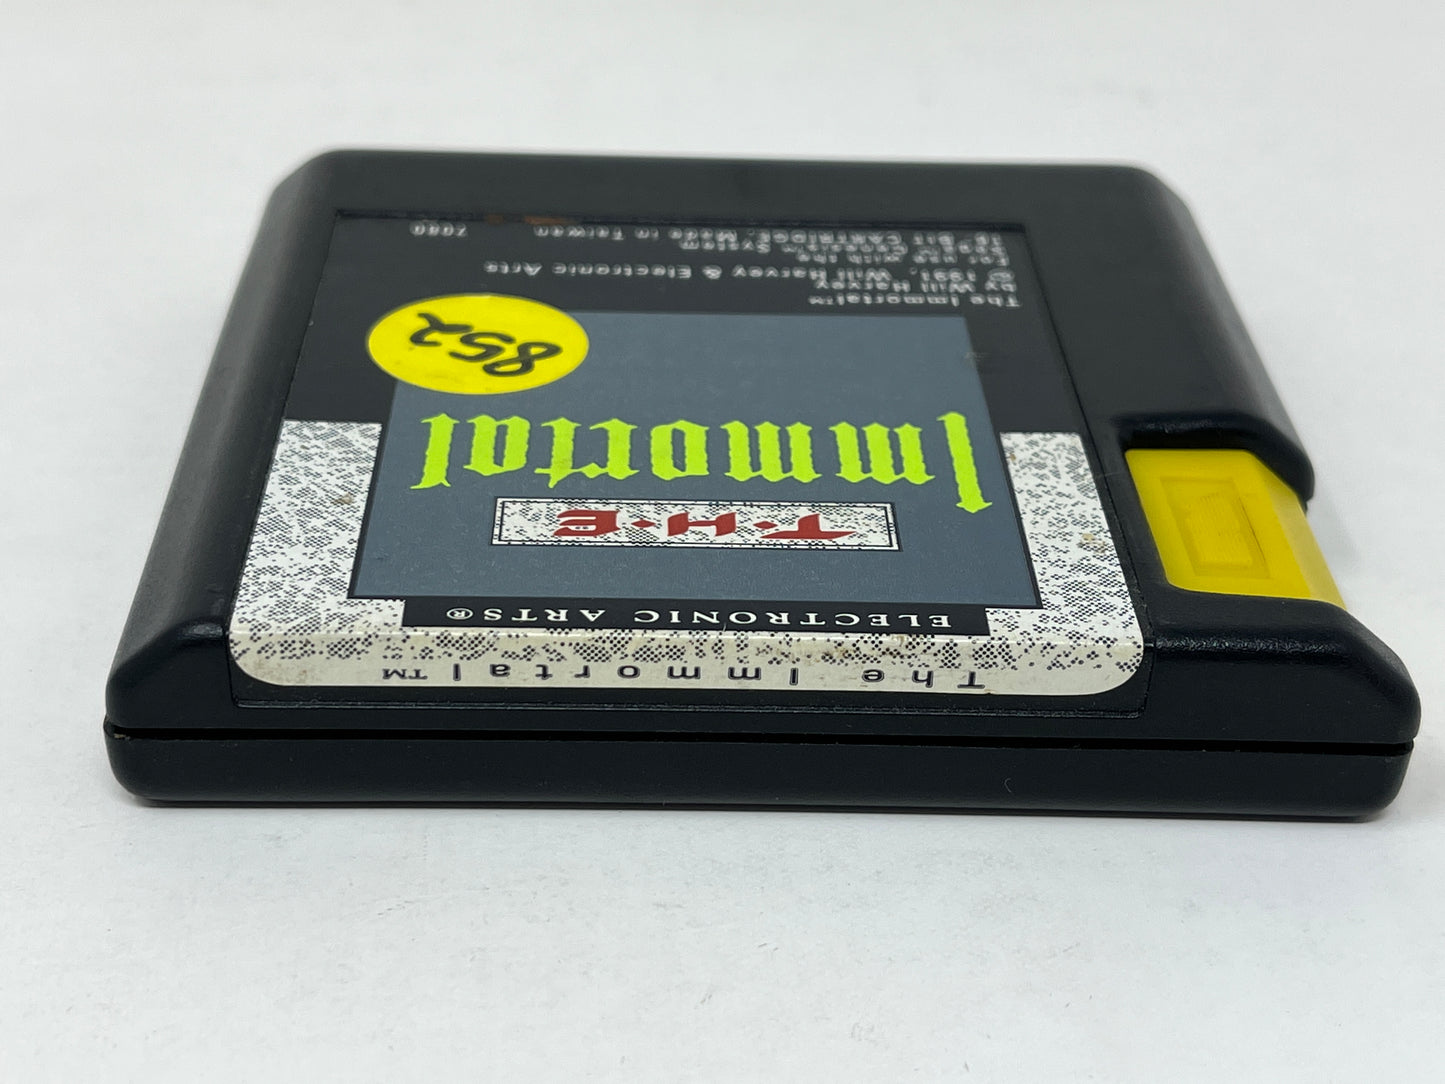 The Immortal™
ELECTRONIC ARTS®
T·H·E
Immortal
852
The Immortal™
by Will Harvey
© 1991, Will Harvey & Electronic Arts
For use with the
Sega Genesis System
16-Bit CARTRIDGE. Made in Taiwan 7080